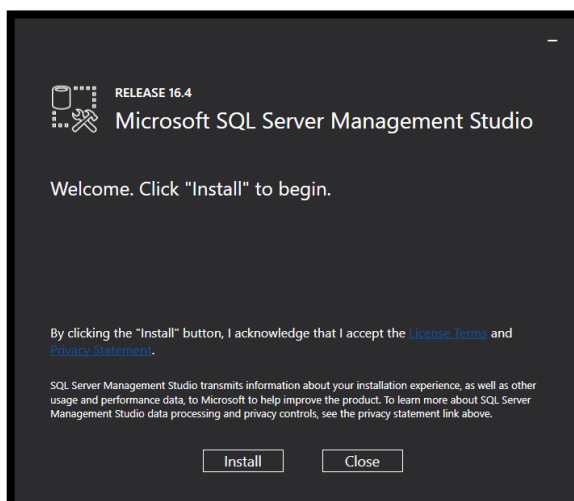 RELEASE 16.4
Microsoft SQL Server Management Studio
Welcome. Click "Install" to begin.
By clicking the "Install" button, I acknowledge that I accept the License Terms and
Privacy Statement.
SQL Server Management Studio transmits information about your installation experience, as well as other
usage and performance data, to Microsoft to help improve the product. To learn more about SQL Server
Management Studio data processing and privacy controls, see the privacy statement link above.
Install
Close